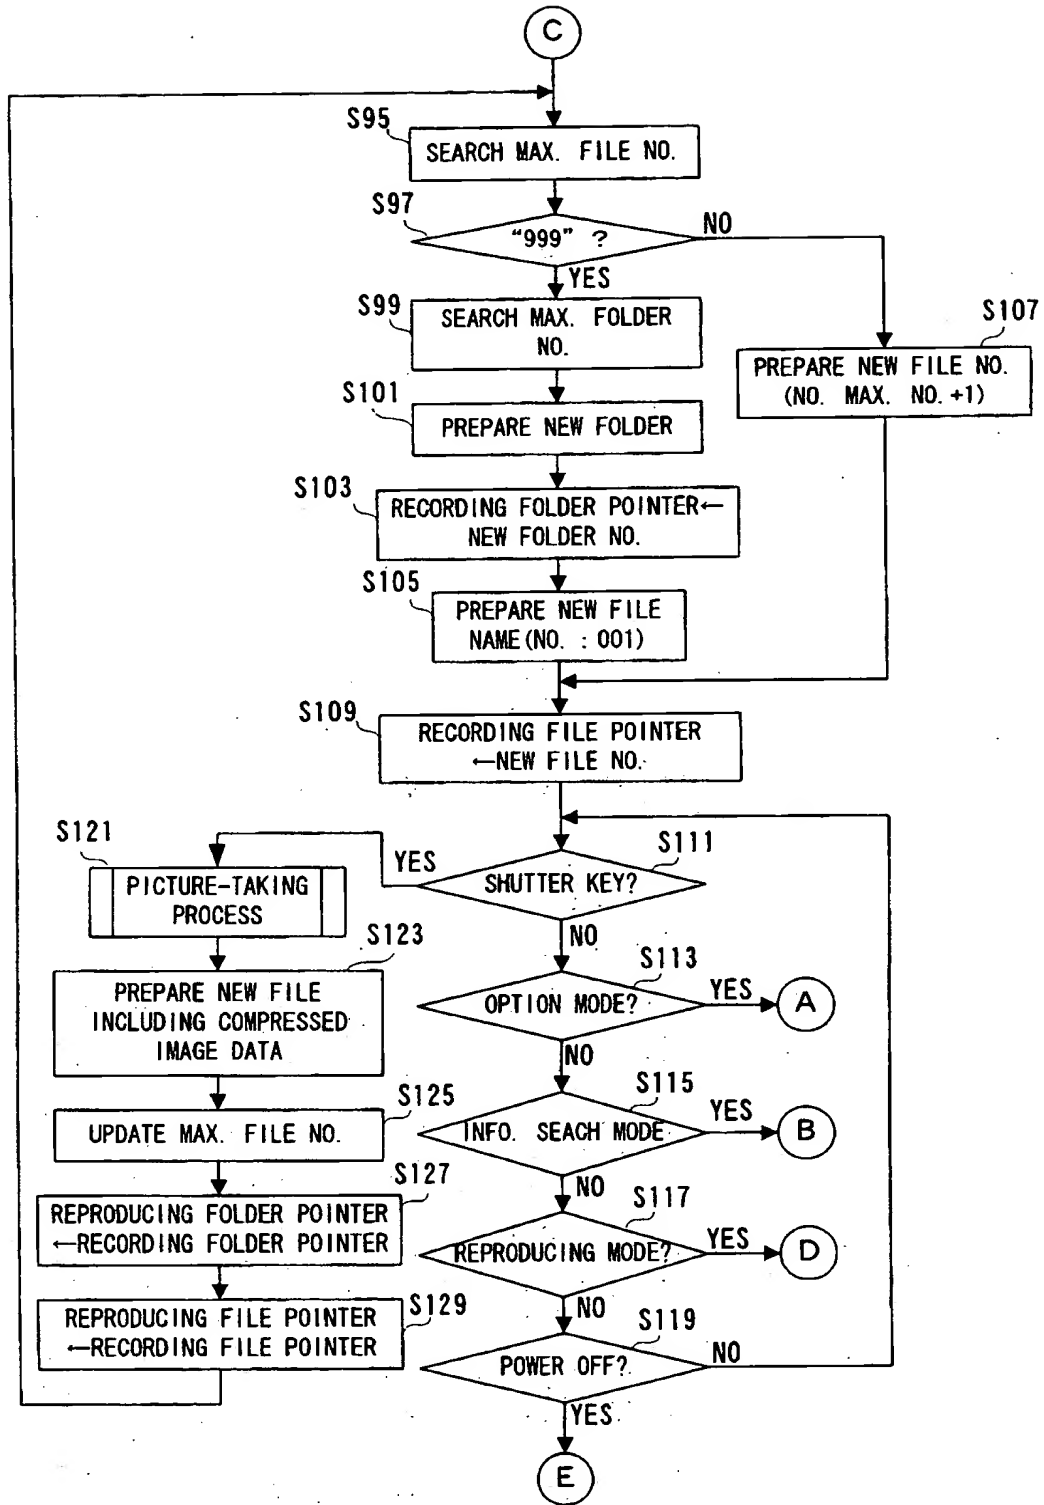 C
S95
SEARCH MAX. FILE NO.
S97
"999" ?
NO
YES
S99
SEARCH MAX. FOLDER
NO.
S107
PREPARE NEW FILE NO.
(NO. MAX. NO.+1)
S101
PREPARE NEW FOLDER
S103
RECORDING FOLDER POINTER←
NEW FOLDER NO.
S105
PREPARE NEW FILE
NAME(NO. : 001)
S109
RECORDING FILE POINTER
←NEW FILE NO.
S111
SHUTTER KEY?
YES
NO
S121
PICTURE-TAKING
PROCESS
S123
PREPARE NEW FILE
INCLUDING COMPRESSED
IMAGE DATA
S113
OPTION MODE?
YES
A
NO
S125
UPDATE MAX. FILE NO.
S115
INFO. SEACH MODE
YES
B
NO
S127
REPRODUCING FOLDER POINTER
←RECORDING FOLDER POINTER
S117
REPRODUCING MODE?
YES
D
NO
S129
REPRODUCING FILE POINTER
←RECORDING FILE POINTER
S119
POWER OFF?
NO
YES
E